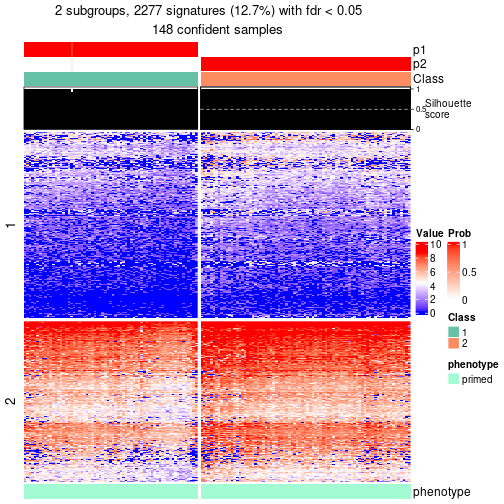 2 subgroups, 2277 signatures (12.7%) with fdr < 0.05
148 confident samples
p1
p2
Class
1
0.5
0
Silhouette
score
1
2
Value
10
8
6
4
2
0
Prob
1
0.5
0
Class
1
2
phenotype
primed
phenotype